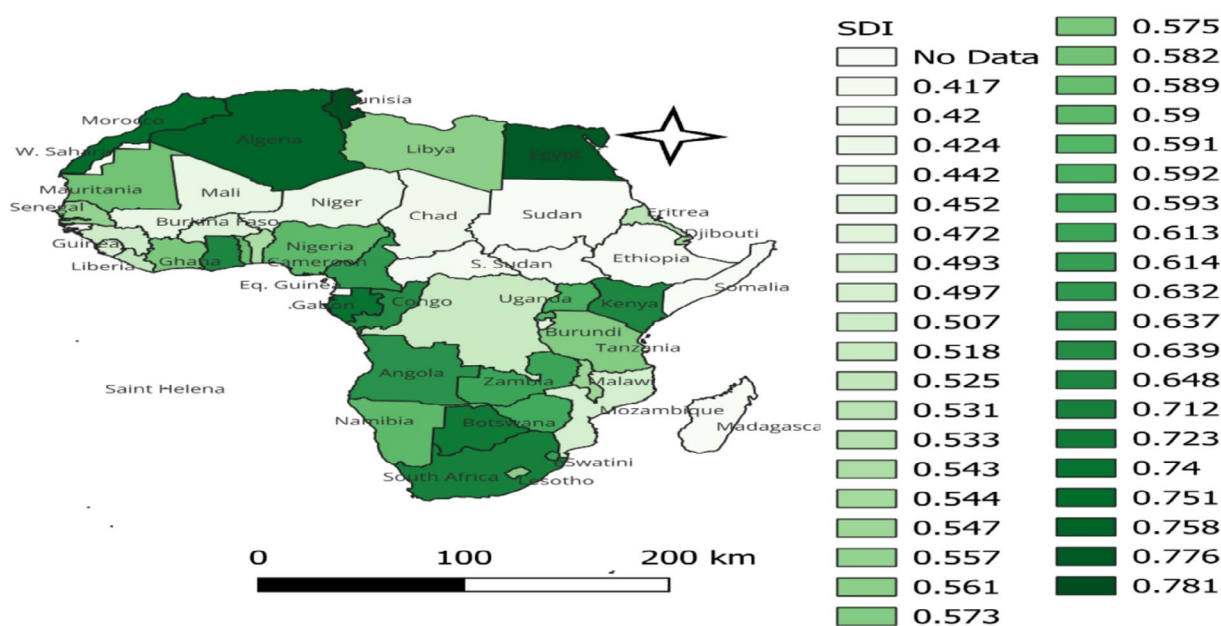 SDI
No Data
0.417
0.42
0.424
0.442
0.452
0.472
0.493
0.497
0.507
0.518
0.525
0.531
0.533
0.543
0.544
0.547
0.557
0.561
0.573
0.575
0.582
0.589
0.59
0.591
0.592
0.593
0.613
0.614
0.632
0.637
0.639
0.648
0.712
0.723
0.74
0.751
0.758
0.776
0.781
Tunisia
Morocco
Algeria
Libya
Egypt
W. Sahara
Mauritania
Mali
Niger
Chad
Sudan
Eritrea
Senegal
Burkina Faso
Djibouti
Guinea
Nigeria
Ghana
Cameroon
Liberia
S. Sudan
Ethiopia
Somalia
Eq. Guinea
Gabon
Congo
Uganda
Kenya
Burundi
Tanzania
Saint Helena
Angola
Zambia
Malawi
Mozambique
Namibia
Botswana
Madagasca
eSwatini
South Africa
Lesotho
0 100 200 km